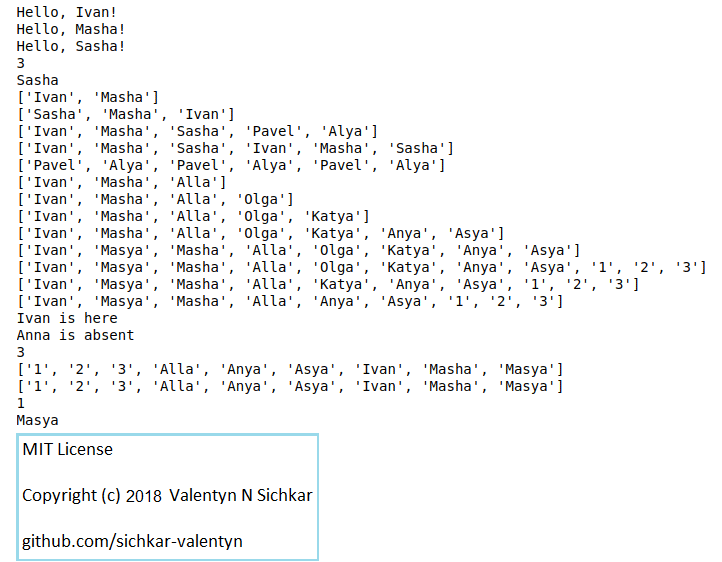 Hello, Ivan!
Hello, Masha!
Hello, Sasha!
3
Sasha
['Ivan', 'Masha']
['Sasha', 'Masha', 'Ivan']
['Ivan', 'Masha', 'Sasha', 'Pavel', 'Alya']
['Ivan', 'Masha', 'Sasha', 'Ivan', 'Masha', 'Sasha']
['Pavel', 'Alya', 'Pavel', 'Alya', 'Pavel', 'Alya']
['Ivan', 'Masha', 'Alla']
['Ivan', 'Masha', 'Alla', 'Olga']
['Ivan', 'Masha', 'Alla', 'Olga', 'Katya']
['Ivan', 'Masha', 'Alla', 'Olga', 'Katya', 'Anya', 'Asya']
['Ivan', 'Masya', 'Masha', 'Alla', 'Olga', 'Katya', 'Anya', 'Asya']
['Ivan', 'Masya', 'Masha', 'Alla', 'Olga', 'Katya', 'Anya', 'Asya', '1', '2', '3']
['Ivan', 'Masya', 'Masha', 'Alla', 'Katya', 'Anya', 'Asya', '1', '2', '3']
['Ivan', 'Masya', 'Masha', 'Alla', 'Anya', 'Asya', '1', '2', '3']
Ivan is here
Anna is absent
3
['1', '2', '3', 'Alla', 'Anya', 'Asya', 'Ivan', 'Masha', 'Masya']
['1', '2', '3', 'Alla', 'Anya', 'Asya', 'Ivan', 'Masha', 'Masya']
1
Masya
MIT License
Copyright (c) 2018 Valentyn N Sichkar
github.com/sichkar-valentyn